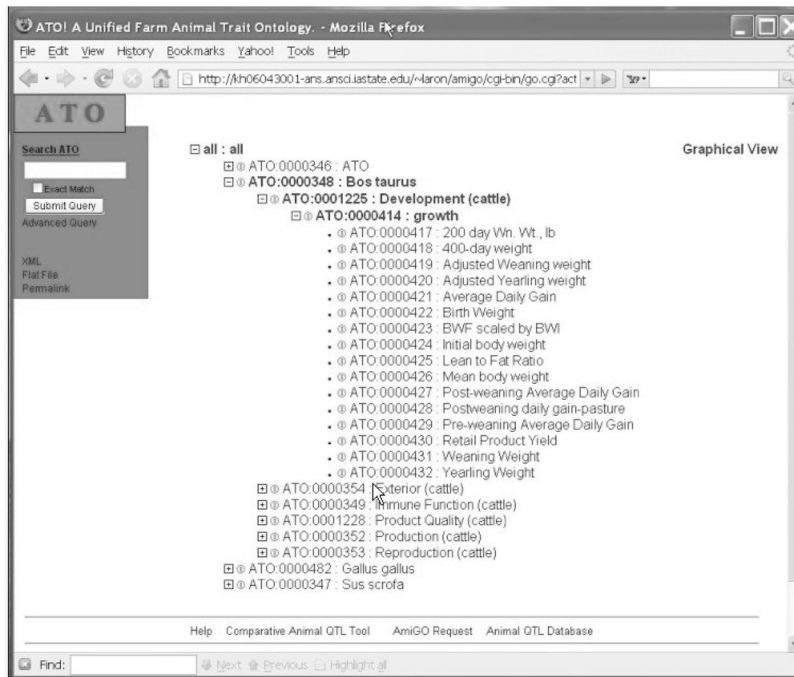 ATO! A Unified Farm Animal Trait Ontology. - Mozilla Firefox
File Edit View History Bookmarks Yahoo! Tools Help
http://kh06043001-ans.ansci.iastate.edu/~laron/amigo/cgi-bin/go.cgi?act
ATO
Search ATO
Exact Match
Submit Query
Advanced Query
XML
Flat File
Permalink
all : all
Graphical View
ATO:0000346 : ATO
ATO:0000348 : Bos taurus
ATO:0001225 : Development (cattle)
ATO:0000414 : growth
ATO:0000417 : 200 day Wn. Wt., lb
ATO:0000418 : 400-day weight
ATO:0000419 : Adjusted Weaning weight
ATO:0000420 : Adjusted Yearling weight
ATO:0000421 : Average Daily Gain
ATO:0000422 : Birth Weight
ATO:0000423 : BWF scaled by BWI
ATO:0000424 : Initial body weight
ATO:0000425 : Lean to Fat Ratio
ATO:0000426 : Mean body weight
ATO:0000427 : Post-weaning Average Daily Gain
ATO:0000428 : Postweaning daily gain-pasture
ATO:0000429 : Pre-weaning Average Daily Gain
ATO:0000430 : Retail Product Yield
ATO:0000431 : Weaning Weight
ATO:0000432 : Yearling Weight
ATO:0000354 : Exterior (cattle)
ATO:0000349 : Immune Function (cattle)
ATO:0001228 : Product Quality (cattle)
ATO:0000352 : Production (cattle)
ATO:0000353 : Reproduction (cattle)
ATO:0000482 : Gallus gallus
ATO:0000347 : Sus scrofa
Help Comparative Animal QTL Tool AmiGO Request Animal QTL Database
Find: Next Previous Highlight all